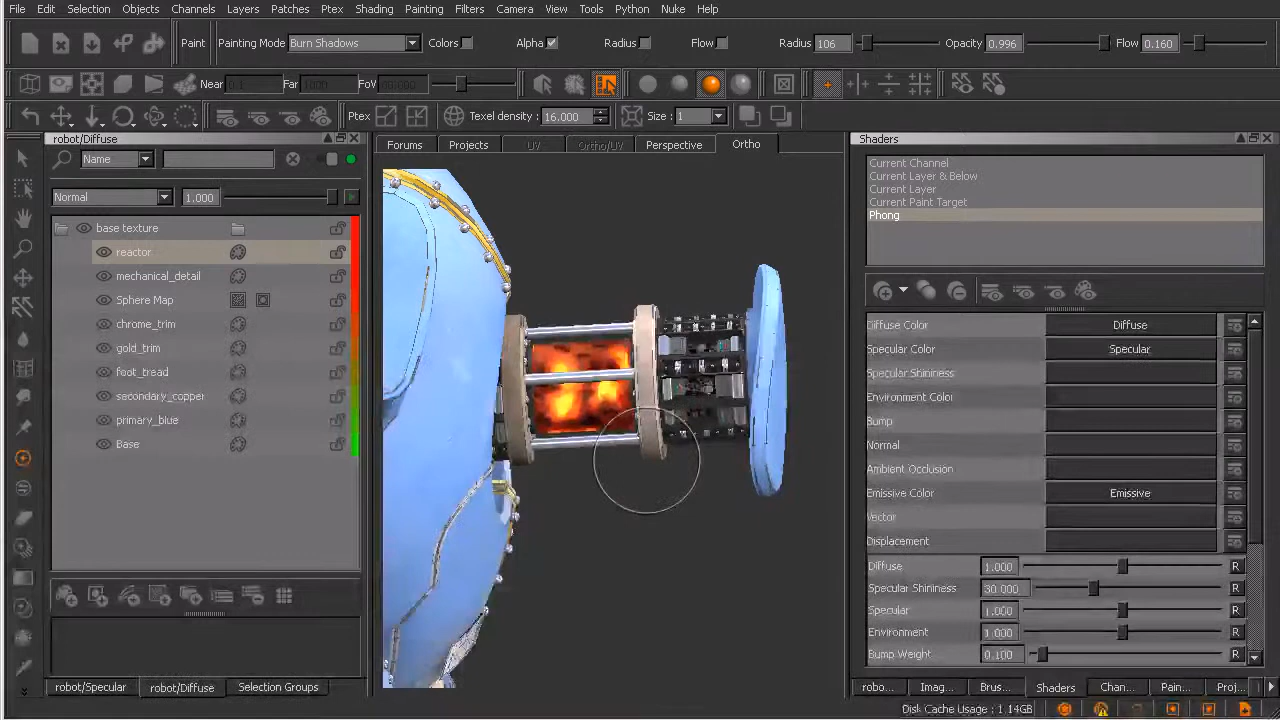 File Edit Selection Objects Channels Layers Patches Ptex Shading Painting Filters Camera View Tools Python Nuke Help
Paint Painting Mode Burn Shadows Colors Alpha Radius Flow Radius 106 Opacity 0.996 Flow 0.160
Near 0.1 Far 1000 FoV
Ptex Texel density: 16.000 Size: 1
robot/Diffuse
Name
Normal 1.000
base texture
reactor
mechanical_detail
Sphere Map
chrome_trim
gold_trim
foot_tread
secondary_copper
primary_blue
Base
robot/Specular robot/Diffuse Selection Groups
Forums Projects UV Ortho/UV Perspective Ortho
Shaders
Current Channel
Current Layer & Below
Current Layer
Current Paint Target
Phong
Diffuse Color Diffuse
Specular Color Specular
Specular Shininess
Environment Color
Bump
Normal
Ambient Occlusion
Emissive Color Emissive
Vector
Displacement
Diffuse 1.000 R
Specular Shininess 30.000 R
Specular 1.000 R
Environment 1.000 R
Bump Weight 0.100 R
robo... Imag... Brus... Shaders Chan... Pain... Proj...
Disk Cache Usage : 1.14GB